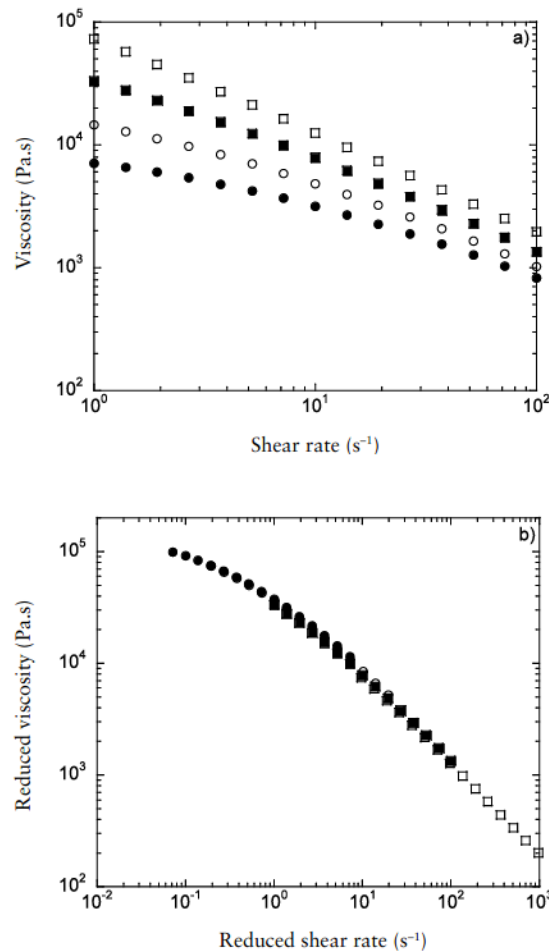 a)
10⁵
10⁴
10³
10²
Viscosity (Pa.s)
10⁰
10¹
10²
Shear rate (s⁻¹)
b)
10⁵
10⁴
10³
10²
Reduced viscosity (Pa.s)
10⁻²
10⁻¹
10⁰
10¹
10²
10³
Reduced shear rate (s⁻¹)